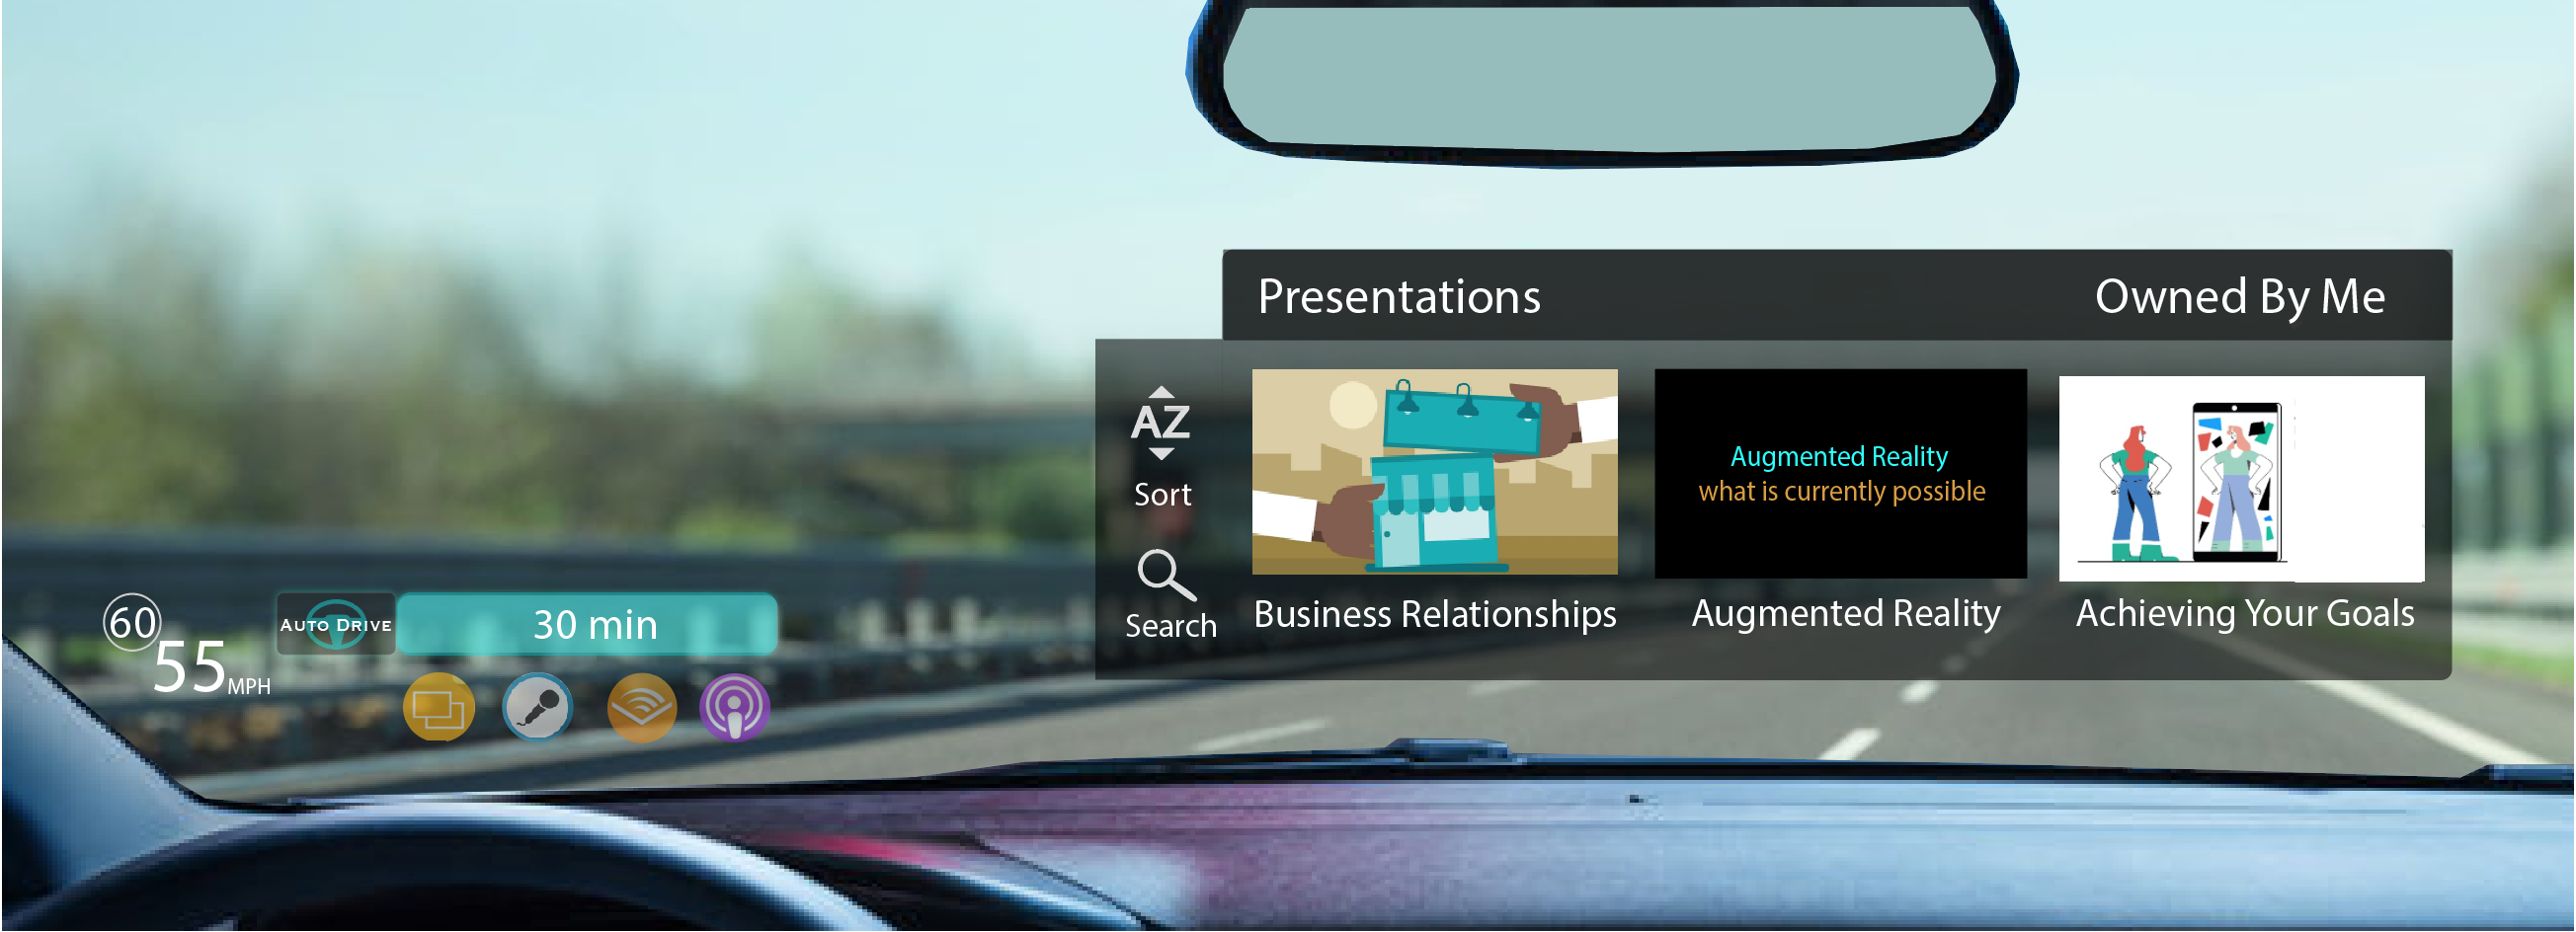 Presentations
Owned By Me
AZ
Sort
Search
Augmented Reality
what is currently possible
Business Relationships
Augmented Reality
Achieving Your Goals
60
55 MPH
AUTO DRIVE
30 min